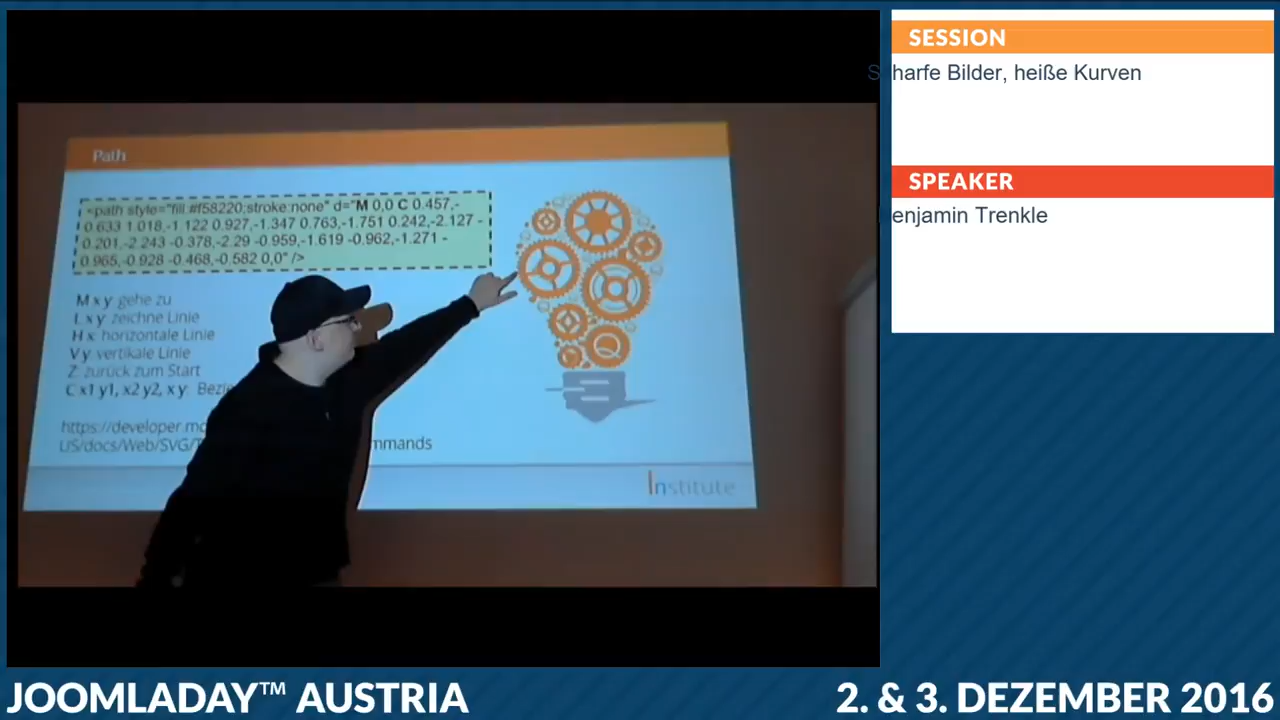 SESSION
Scharfe Bilder, heiße Kurven
SPEAKER
Benjamin Trenkle
Path
<path style="fill:#f58220;stroke:none" d="M 0,0 C 0.457,-
0.633 1.018,-1.122 0.927,-1.347 0.763,-1.751 0.242,-2.127 -
0.201,-2.243 -0.378,-2.29 -0.959,-1.619 -0.962,-1.271 -
0.965,-0.928 -0.468,-0.582 0,0" />
M x y: gehe zu
L x y: zeichne Linie
H x: horizontale Linie
V y: vertikale Linie
Z: zurück zum Start
C x1 y1, x2 y2, x y: Bezie
https://developer.mo
US/docs/Web/SVG/T mmands
Institute
JOOMLADAY™ AUSTRIA
2. & 3. DEZEMBER 2016